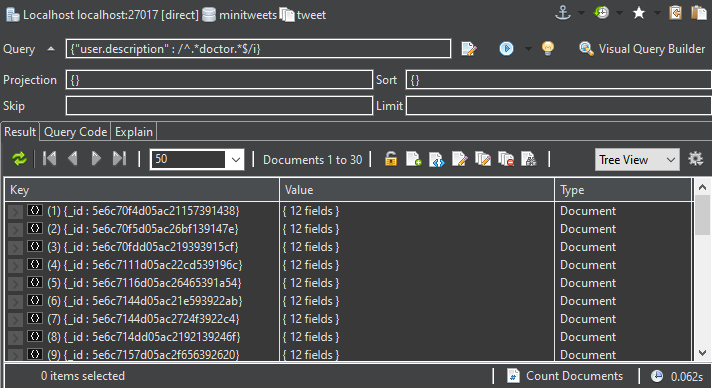 Localhost localhost:27017 [direct] minitweets tweet
Query {"user.description" : /^.*doctor.*$/i} Visual Query Builder
Projection {} Sort {}
Skip Limit
Result Query Code Explain
50 Documents 1 to 30 Tree View
Key Value Type
(1) {_id : 5e6c70f4d05ac21157391438} { 12 fields } Document
(2) {_id : 5e6c70f5d05ac26bf139147e} { 12 fields } Document
(3) {_id : 5e6c70fdd05ac219393915cf} { 12 fields } Document
(4) {_id : 5e6c7111d05ac22cd539196c} { 12 fields } Document
(5) {_id : 5e6c7116d05ac26465391a54} { 12 fields } Document
(6) {_id : 5e6c7144d05ac21e593922ab} { 12 fields } Document
(7) {_id : 5e6c7144d05ac2724f3922c4} { 12 fields } Document
(8) {_id : 5e6c714dd05ac2192139246f} { 12 fields } Document
(9) {_id : 5e6c7157d05ac2f656392620} { 12 fields } Document
0 items selected Count Documents 0.062s